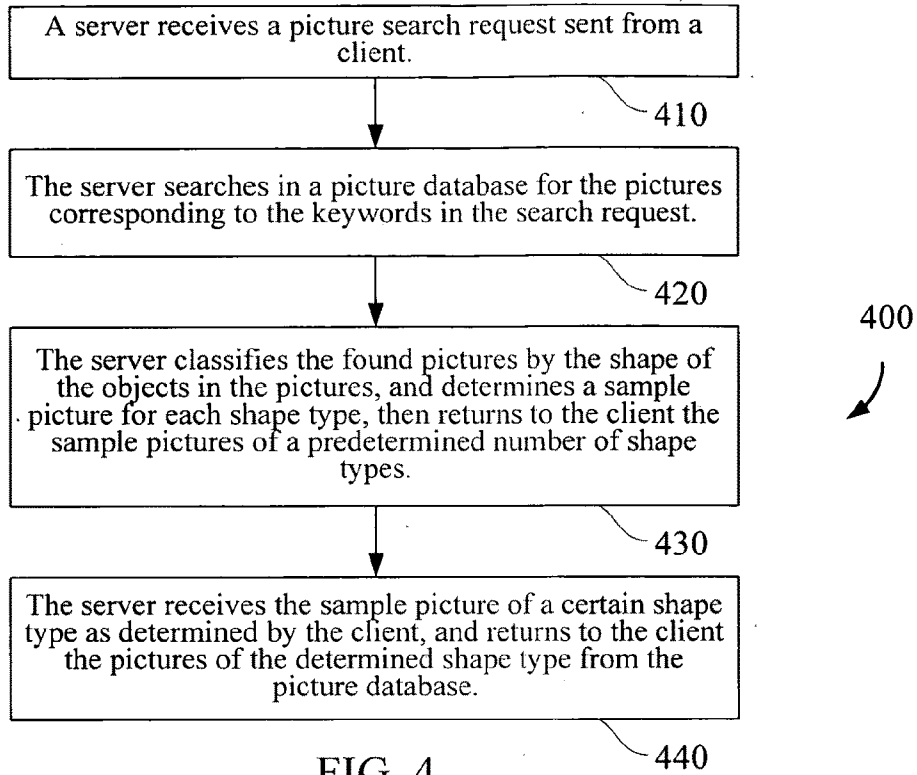 A server receives a picture search request sent from a
client.
410
The server searches in a picture database for the pictures
corresponding to the keywords in the search request.
420
400
The server classifies the found pictures by the shape of
the objects in the pictures, and determines a sample
picture for each shape type, then returns to the client the
sample pictures of a predetermined number of shape
types.
430
The server receives the sample picture of a certain shape
type as determined by the client, and returns to the client
the pictures of the determined shape type from the
picture database.
440
FIG. 4